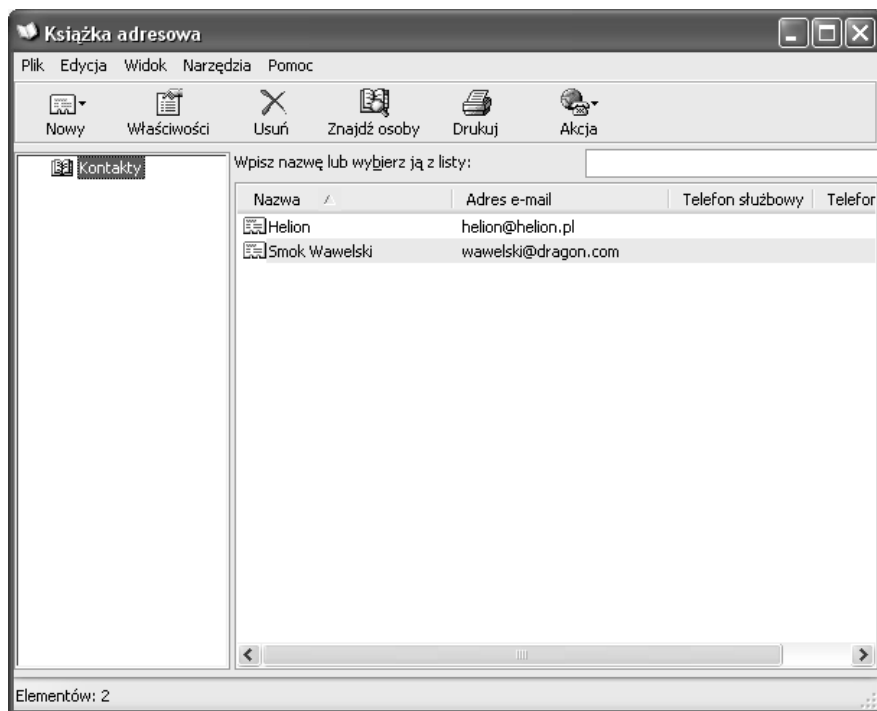 Książka adresowa
Plik Edycja Widok Narzędzia Pomoc
Nowy Właściwości Usuń Znajdź osoby Drukuj Akcja
Kontakty
Wpisz nazwę lub wybierz ją z listy:
Nazwa Adres e-mail Telefon służbowy Telefor
Helion helion@helion.pl
Smok Wawelski wawelski@dragon.com
Elementów: 2